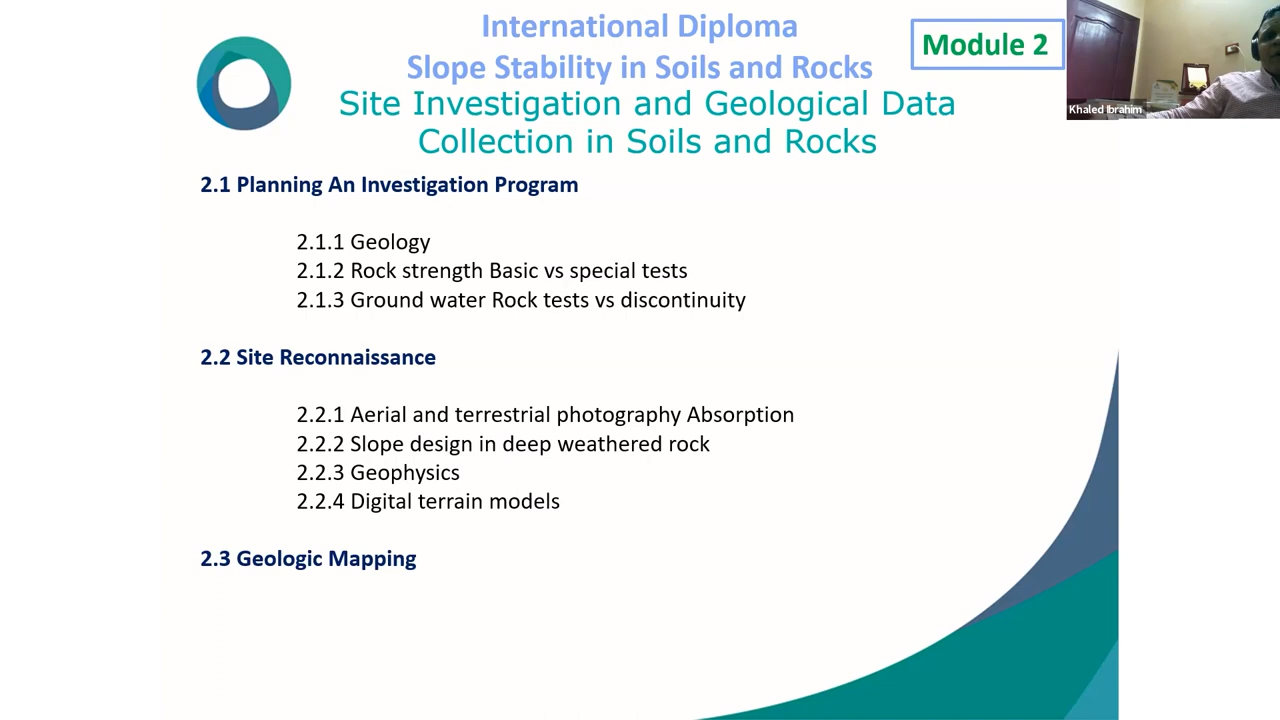 International Diploma
Slope Stability in Soils and Rocks
Module 2
Site Investigation and Geological Data
Collection in Soils and Rocks
Khaled Ibrahim
2.1 Planning An Investigation Program
2.1.1 Geology
2.1.2 Rock strength Basic vs special tests
2.1.3 Ground water Rock tests vs discontinuity
2.2 Site Reconnaissance
2.2.1 Aerial and terrestrial photography Absorption
2.2.2 Slope design in deep weathered rock
2.2.3 Geophysics
2.2.4 Digital terrain models
2.3 Geologic Mapping